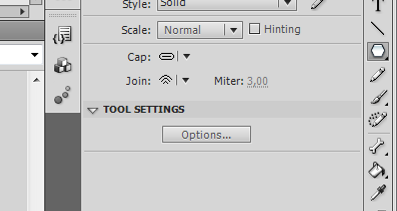 Style: Solid
Scale: Normal Hinting
Cap:
Join: Miter: 3,00
TOOL SETTINGS
Options...
T